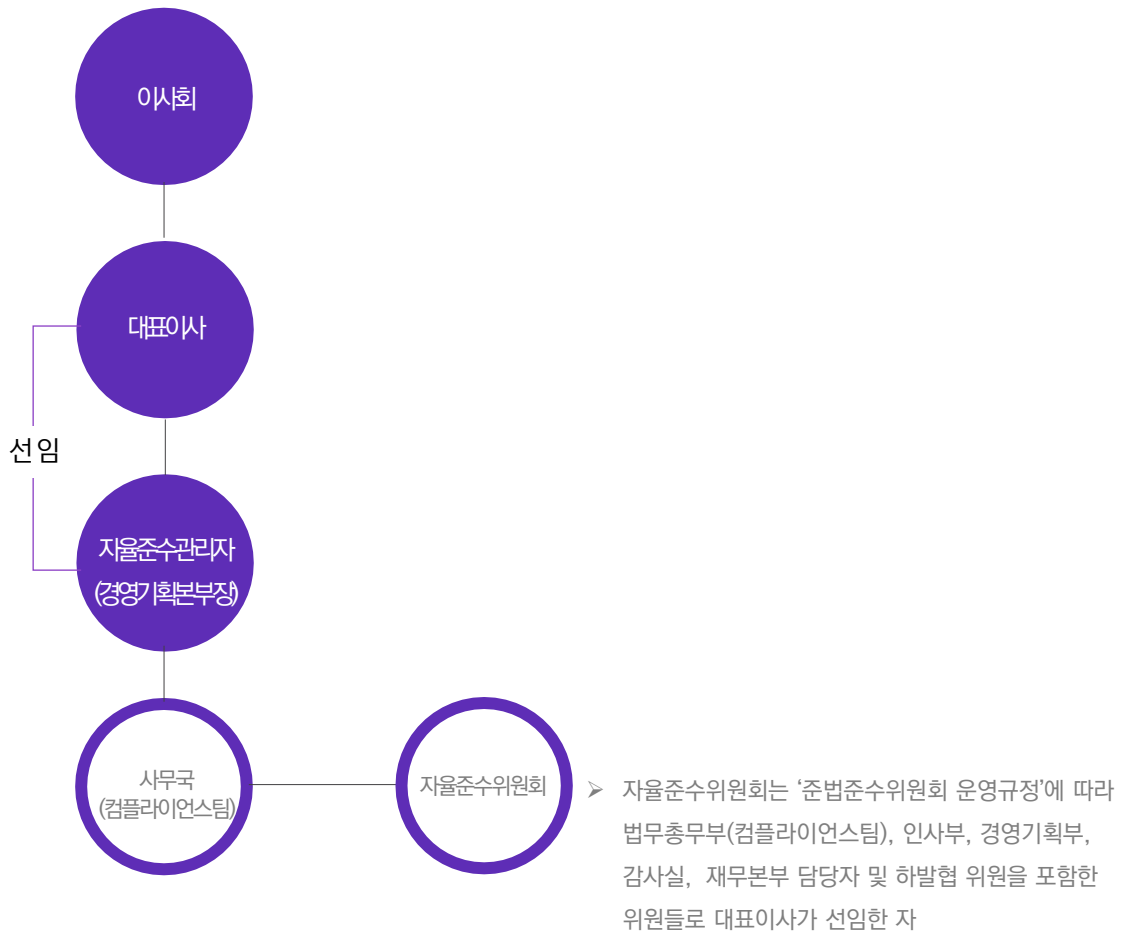 이사회
대표이사
선임
자율준수관리자
(경영기획본부장)
사무국
(컴플라이언스팀)
자율준수위원회
➢ 자율준수위원회는 ‘준법준수위원회 운영규정’에 따라
법무총무부(컴플라이언스팀), 인사부, 경영기획부,
감사실, 재무본부 담당자 및 하발협 위원을 포함한
위원들로 대표이사가 선임한 자